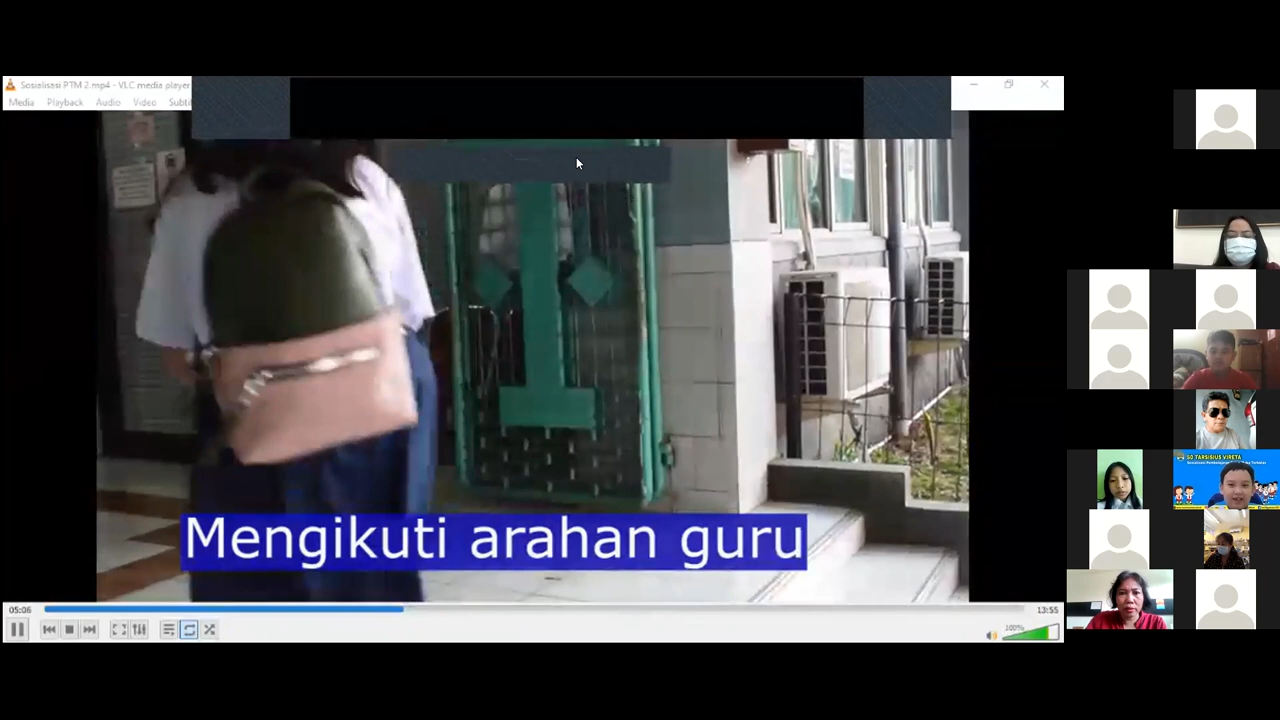 Sosialisasi PTM 2.mp4 - VLC media player
Media Playback Audio Video
Mengikuti arahan guru
05:06
13:55
100%
SD TARSISIUS VIRETA